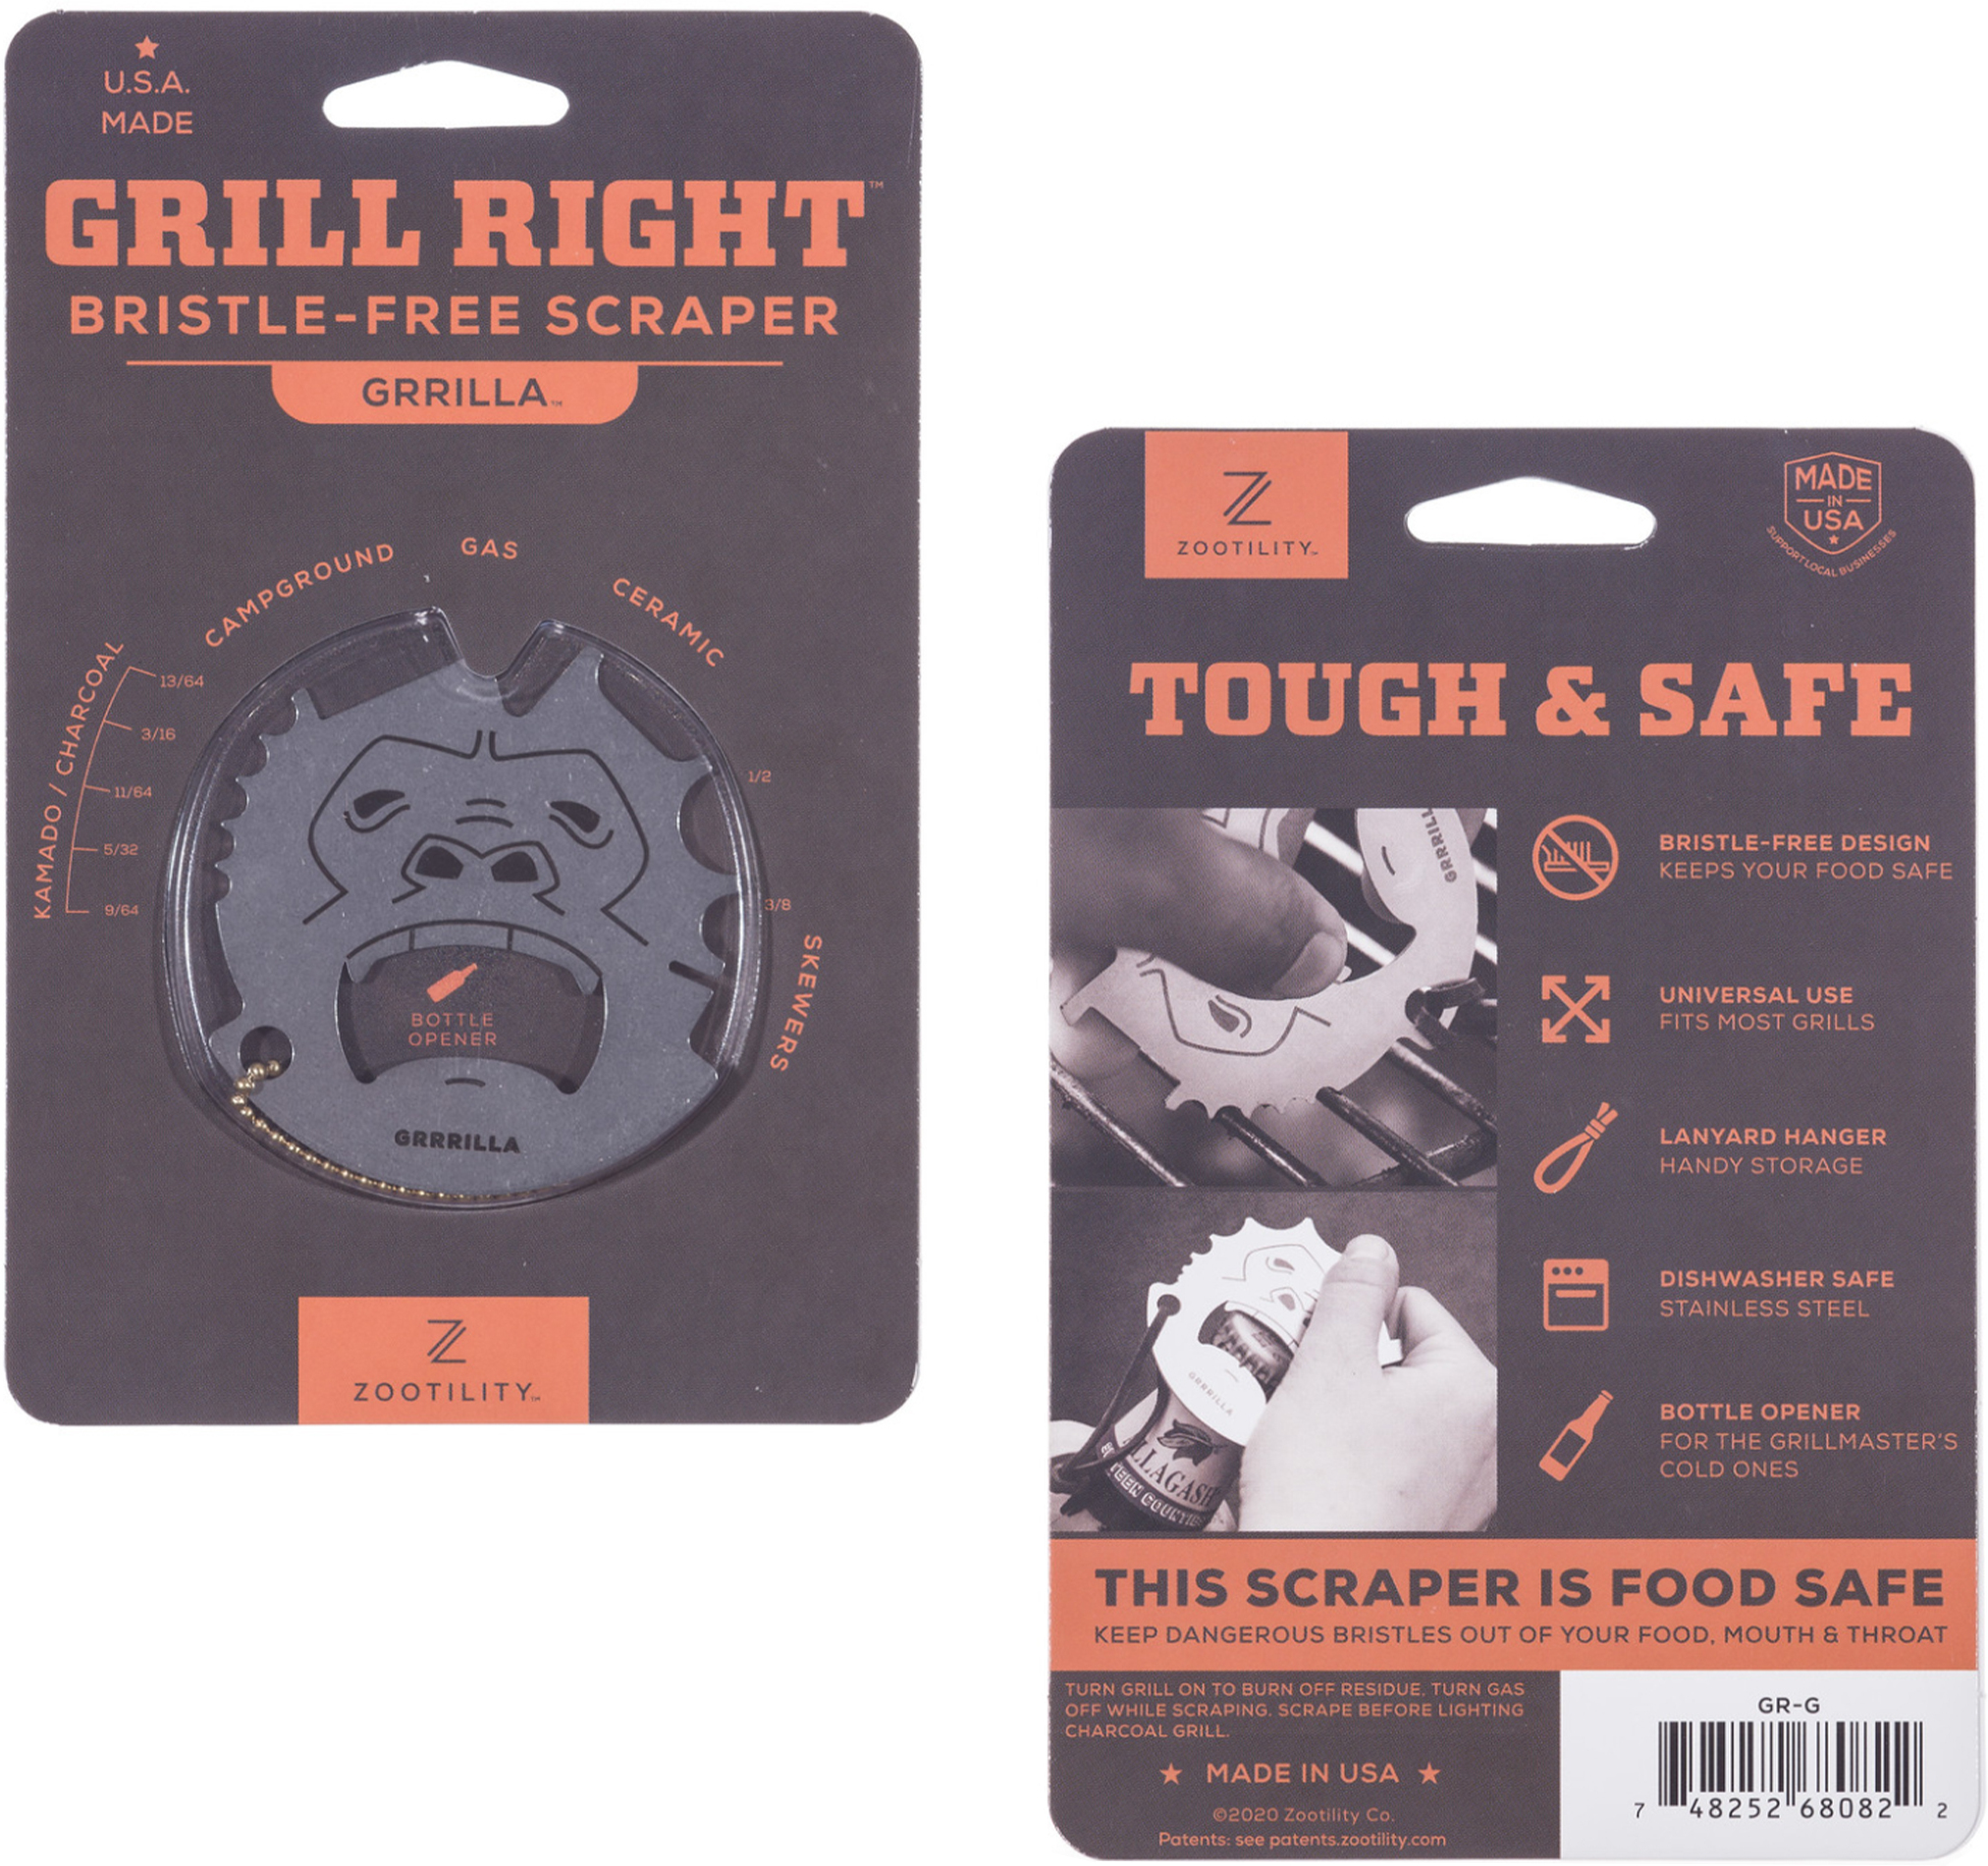 U.S.A.
MADE
GRILL RIGHT™
BRISTLE-FREE SCRAPER
GRRILLA™
CAMPGROUND
GAS
CERAMIC
KAMADO / CHARCOAL
13/64
3/16
11/64
5/32
9/64
1/2
3/8
SKEWERS
BOTTLE
OPENER
GRRRILLA
Z
ZOOTILITY™
Z
ZOOTILITY™
MADE
IN
USA
SUPPORT LOCAL BUSINESSES
TOUGH & SAFE
BRISTLE-FREE DESIGN
KEEPS YOUR FOOD SAFE
UNIVERSAL USE
FITS MOST GRILLS
LANYARD HANGER
HANDY STORAGE
DISHWASHER SAFE
STAINLESS STEEL
BOTTLE OPENER
FOR THE GRILLMASTER'S
COLD ONES
GRRRILL
GRRRILLA
LLAGASH
TEEN COUNTIE
THIS SCRAPER IS FOOD SAFE
KEEP DANGEROUS BRISTLES OUT OF YOUR FOOD, MOUTH & THROAT
TURN GRILL ON TO BURN OFF RESIDUE. TURN GAS
OFF WHILE SCRAPING. SCRAPE BEFORE LIGHTING
CHARCOAL GRILL.
MADE IN USA
©2020 Zootility Co.
Patents: see patents.zootility.com
GR-G
7 48252 68082 2